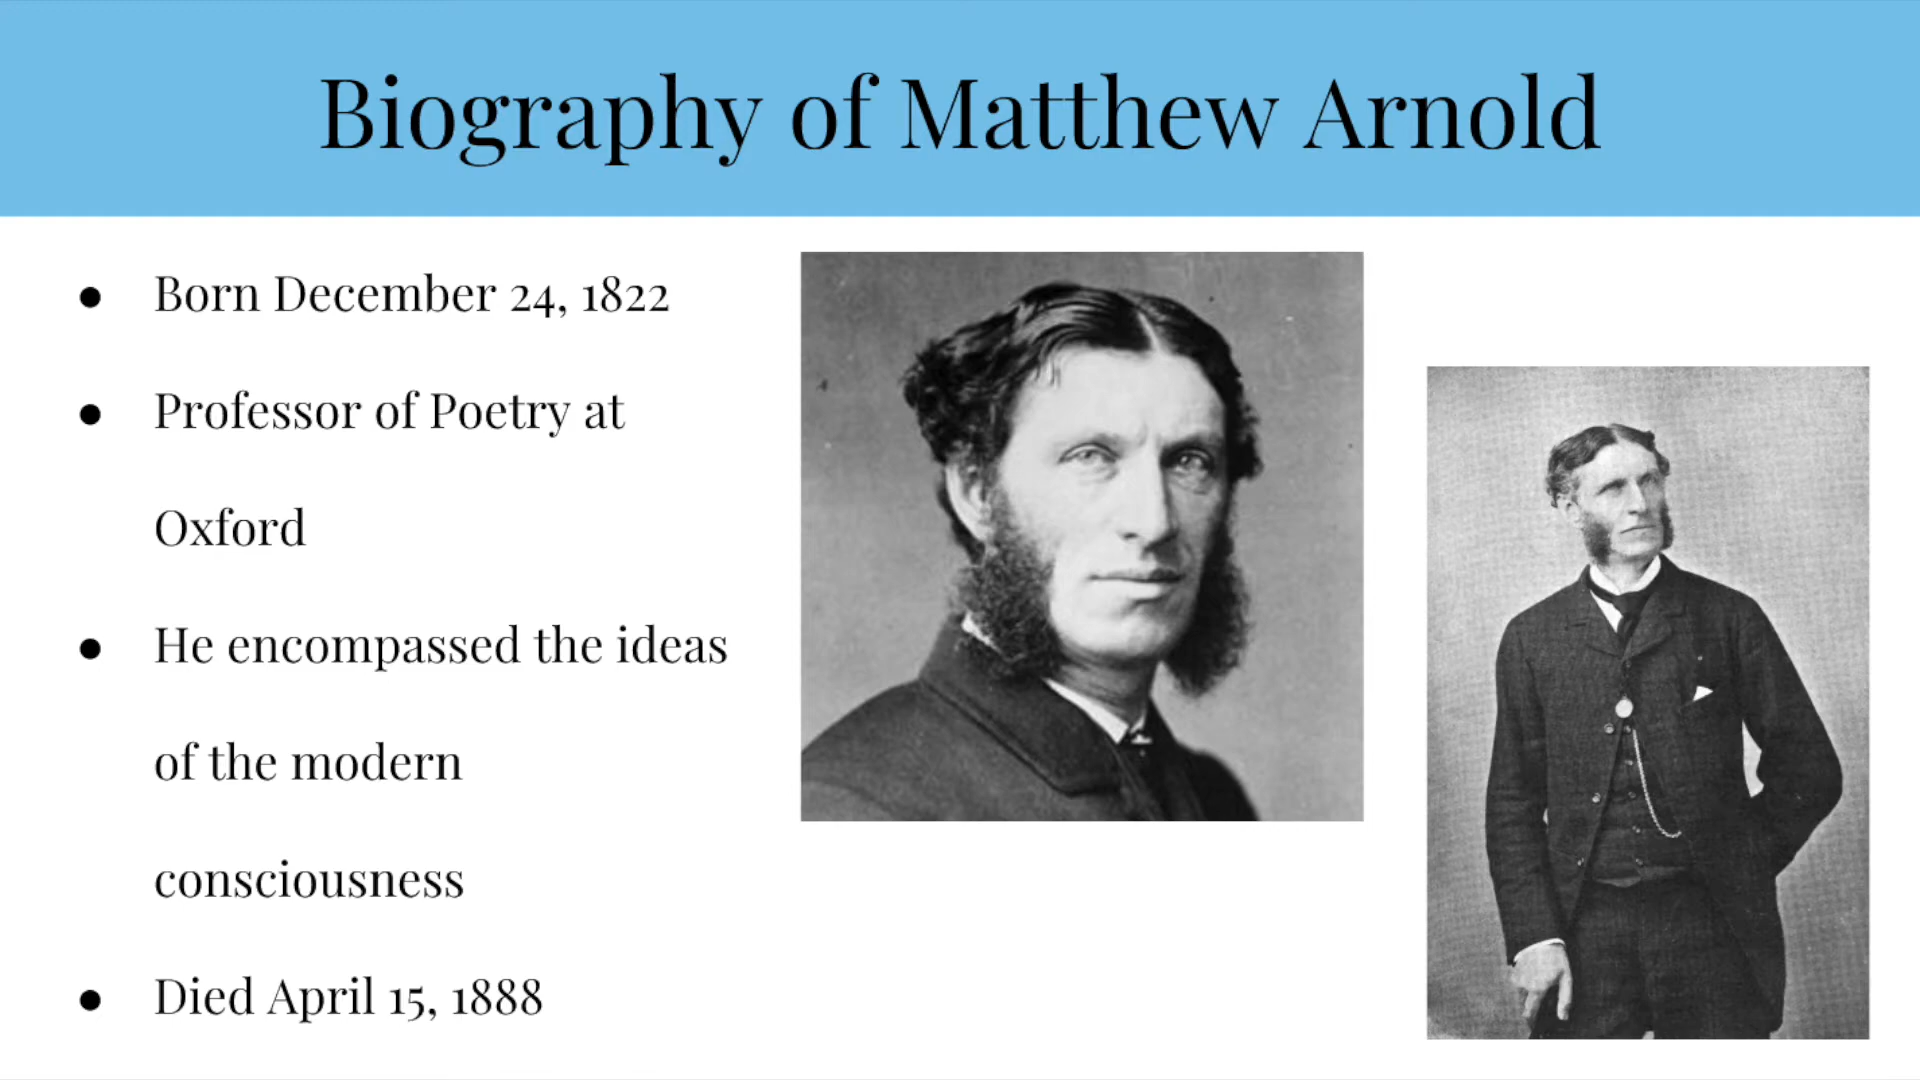 Biography of Matthew Arnold
● Born December 24, 1822
● Professor of Poetry at
Oxford
● He encompassed the ideas
of the modern
consciousness
● Died April 15, 1888